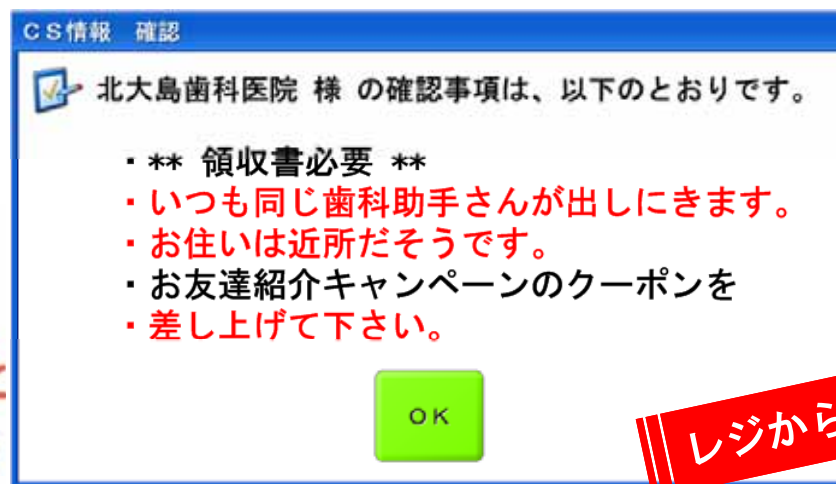 CS情報 確認
北大島歯科医院 様 の確認事項は、以下のとおりです。
・** 領収書必要 **
・いつも同じ歯科助手さんが出しにきます。
・お住いは近所だそうです。
・お友達紹介キャンペーンのクーポンを
・差し上げて下さい。
OK
レジから